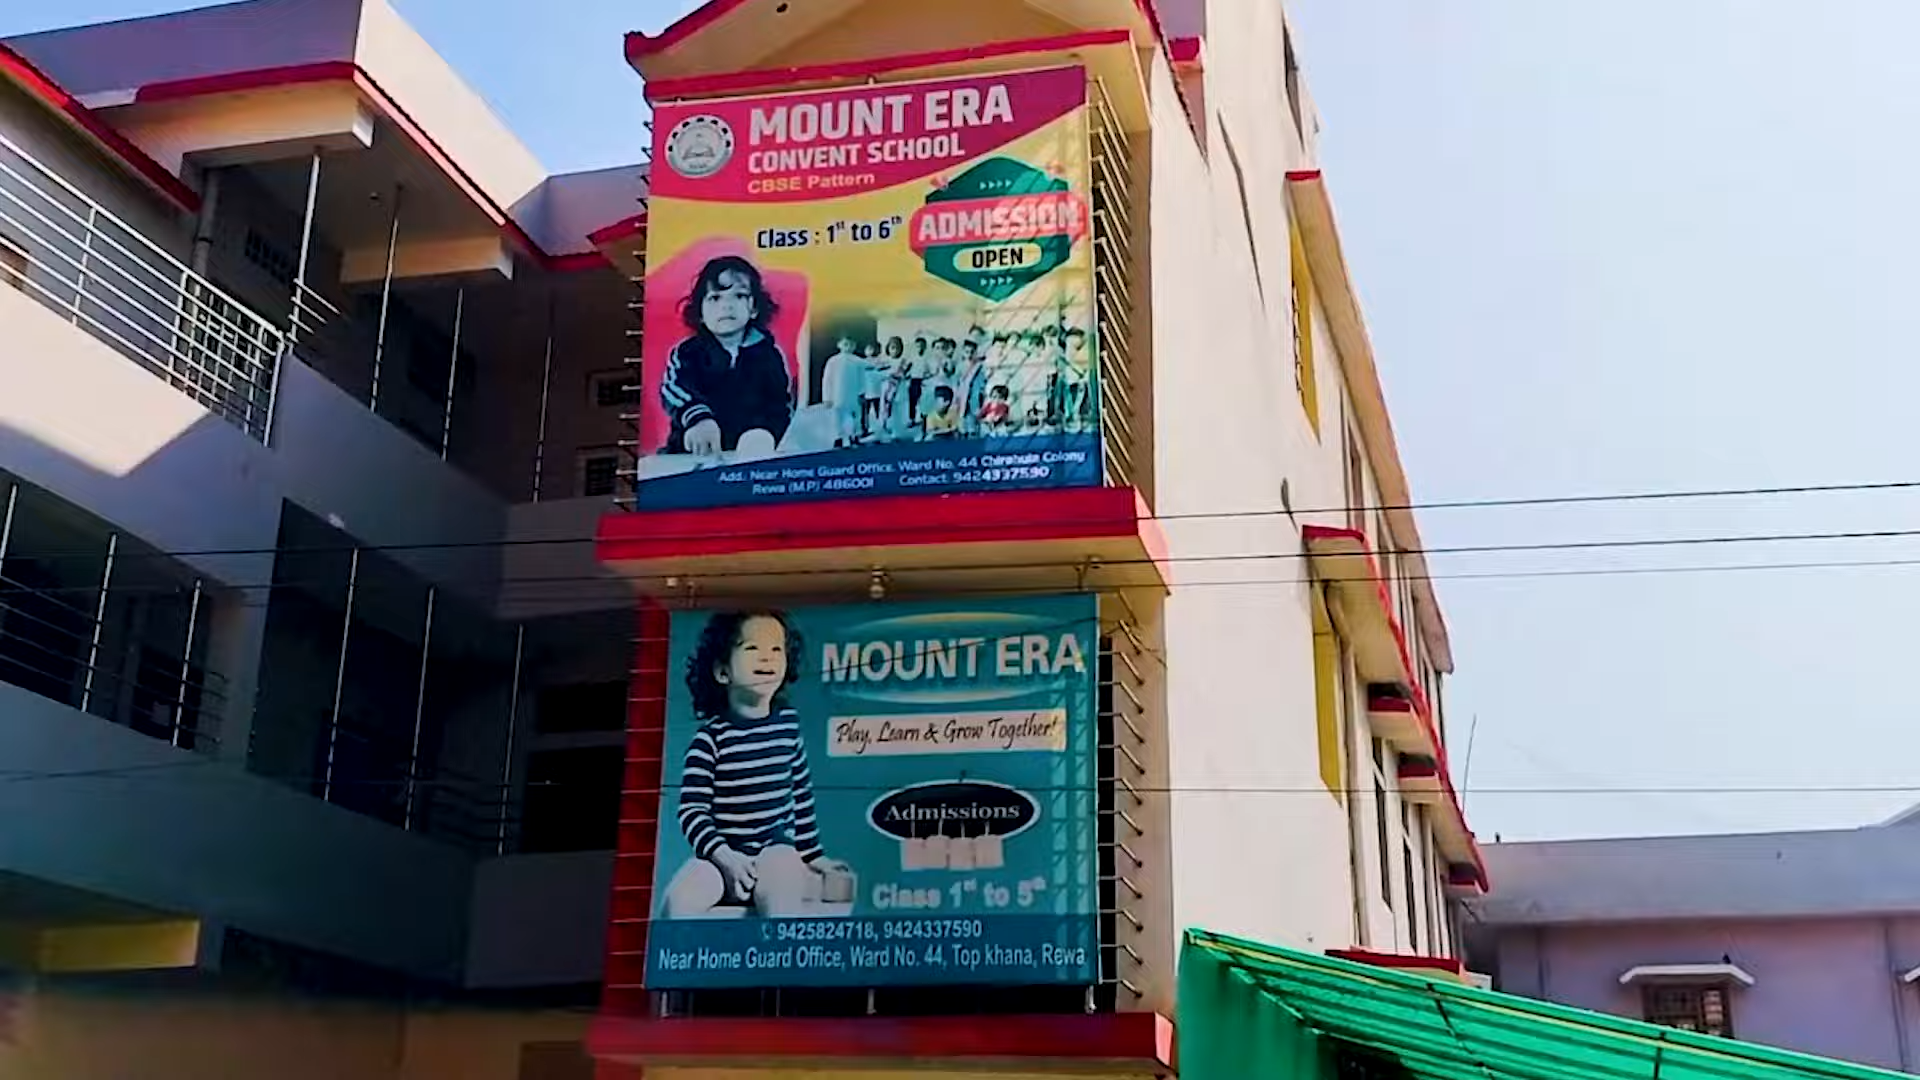 MOUNT ERA
CONVENT SCHOOL
CBSE Pattern
Class : 1st to 6th
ADMISSION
OPEN
Add: Near Home Guard Office, Ward No. 44 Chirahula Colony
Rewa (M.P.) 486001 Contact: 9424337590
MOUNT ERA
Play, Learn & Grow Together!
Admissions
Class 1st to 5th
9425824718, 9424337590
Near Home Guard Office, Ward No. 44, Top khana, Rewa